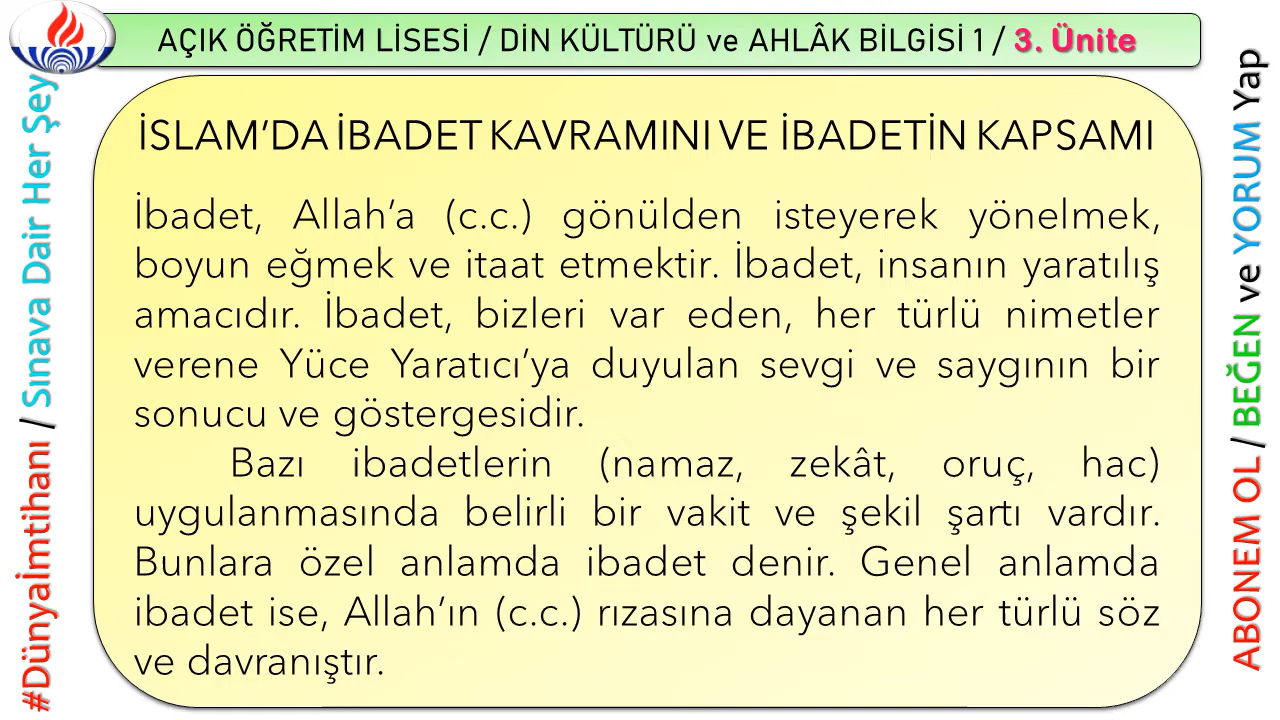 AÇIK ÖĞRETİM LİSESİ / DİN KÜLTÜRÜ ve AHLÂK BİLGİSİ 1 / 3. Ünite
#Dünyaİmtihanı / Sınava Dair Her Şey
İSLAM’DA İBADET KAVRAMINI VE İBADETİN KAPSAMI
İbadet, Allah’a (c.c.) gönülden isteyerek yönelmek,
boyun eğmek ve itaat etmektir. İbadet, insanın yaratılış
amacıdır. İbadet, bizleri var eden, her türlü nimetler
verene Yüce Yaratıcı’ya duyulan sevgi ve saygının bir
sonucu ve göstergesidir.
Bazı ibadetlerin (namaz, zekât, oruç, hac)
uygulanmasında belirli bir vakit ve şekil şartı vardır.
Bunlara özel anlamda ibadet denir. Genel anlamda
ibadet ise, Allah’ın (c.c.) rızasına dayanan her türlü söz
ve davranıştır.
ABONEM OL / BEĞEN ve YORUM Yap